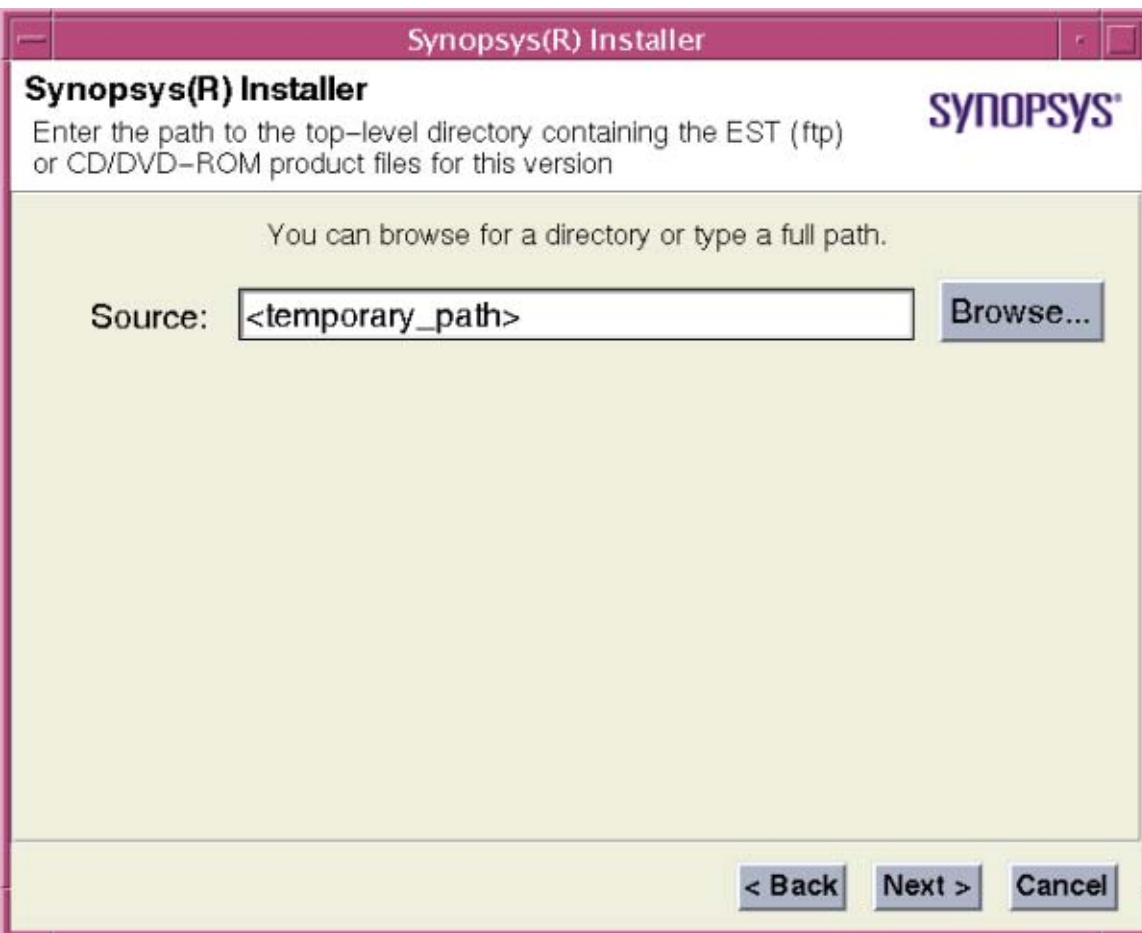 Synopsys(R) Installer
Synopsys(R) Installer
SYNOPSYS®
Enter the path to the top–level directory containing the EST (ftp)
or CD/DVD–ROM product files for this version
You can browse for a directory or type a full path.
Source: <temporary_path> Browse...
< Back Next > Cancel